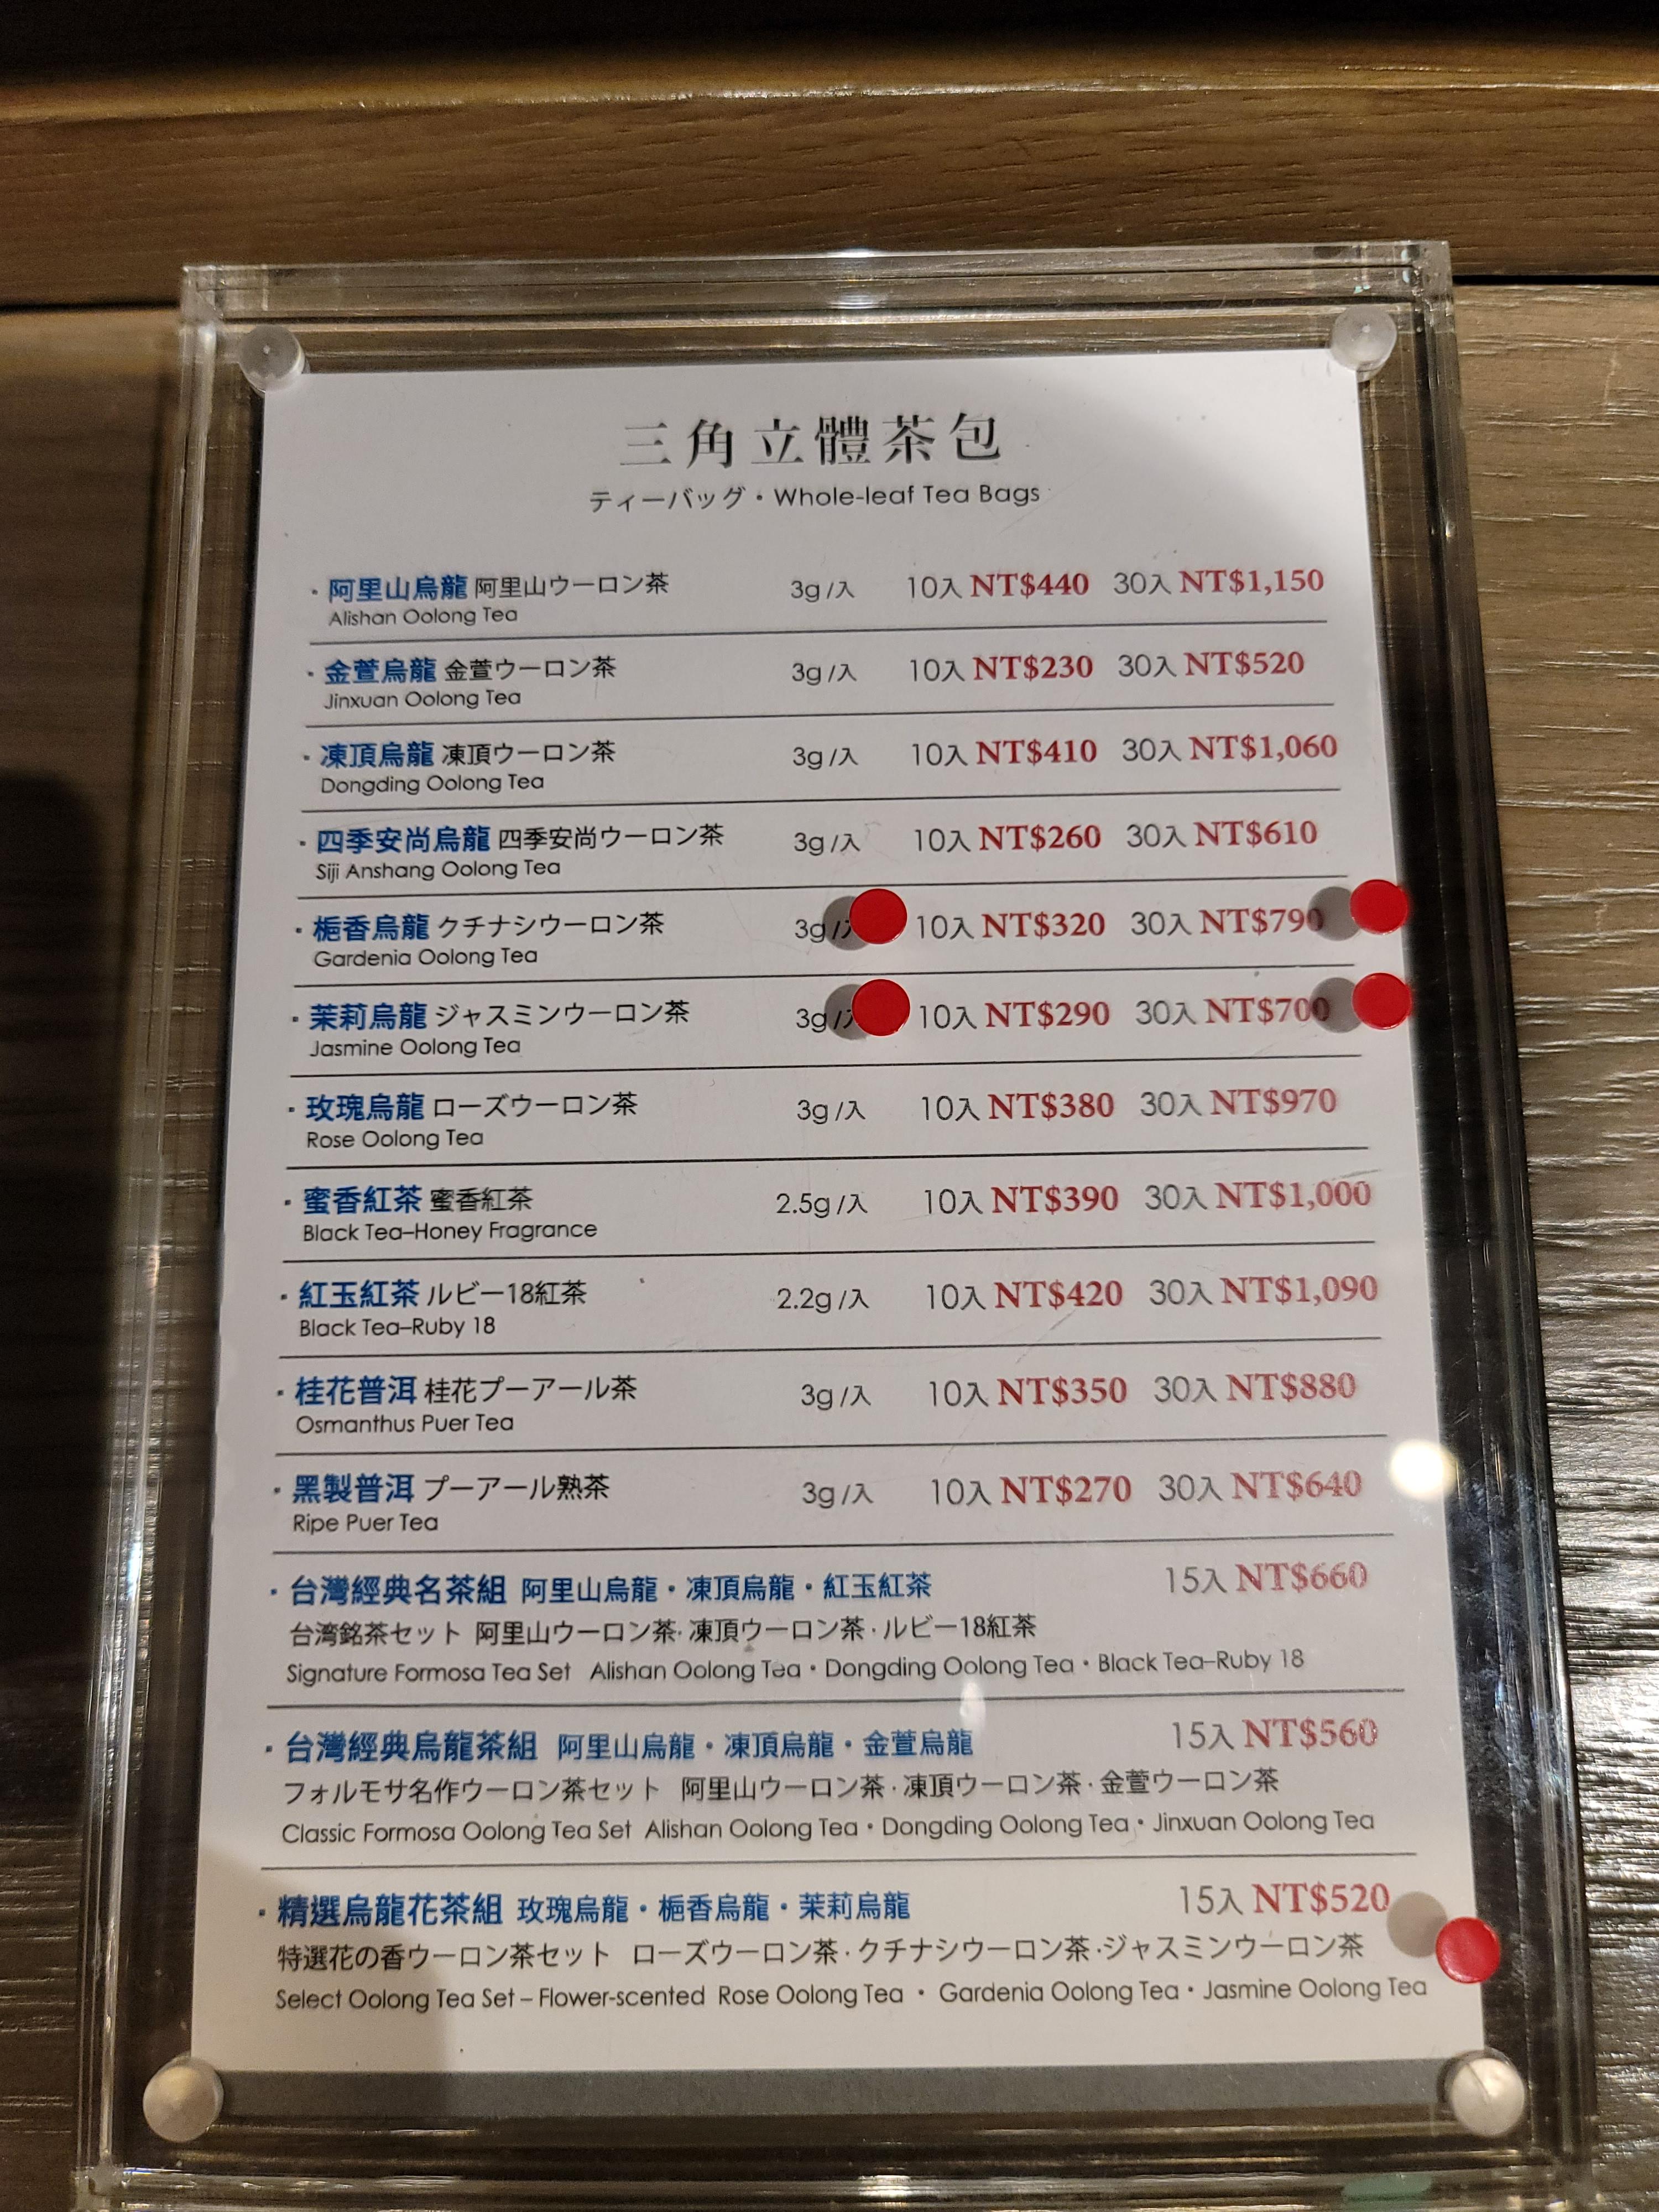 三角立體茶包
ティーバッグ・Whole-leaf Tea Bags
· 阿里山烏龍 阿里山ウーロン茶 3g/入 10入 NT$440 30入 NT$1,150
Alishan Oolong Tea
· 金萱烏龍 金萱ウーロン茶 3g/入 10入 NT$230 30入 NT$520
Jinxuan Oolong Tea
· 凍頂烏龍 凍頂ウーロン茶 3g/入 10入 NT$410 30入 NT$1,060
Dongding Oolong Tea
· 四季安尚烏龍 四季安尚ウーロン茶 3g/入 10入 NT$260 30入 NT$610
Siji Anshang Oolong Tea
· 梔香烏龍 クチナシウーロン茶 3g/入 10入 NT$320 30入 NT$790
Gardenia Oolong Tea
· 茉莉烏龍 ジャスミンウーロン茶 3g/入 10入 NT$290 30入 NT$700
Jasmine Oolong Tea
· 玫瑰烏龍 ローズウーロン茶 3g/入 10入 NT$380 30入 NT$970
Rose Oolong Tea
· 蜜香紅茶 蜜香紅茶 2.5g/入 10入 NT$390 30入 NT$1,000
Black Tea–Honey Fragrance
· 紅玉紅茶 ルビー18紅茶 2.2g/入 10入 NT$420 30入 NT$1,090
Black Tea–Ruby 18
· 桂花普洱 桂花プーアール茶 3g/入 10入 NT$350 30入 NT$880
Osmanthus Puer Tea
· 黑製普洱 プーアール熟茶 3g/入 10入 NT$270 30入 NT$640
Ripe Puer Tea
· 台灣經典名茶組 阿里山烏龍・凍頂烏龍・紅玉紅茶 15入 NT$660
台湾銘茶セット 阿里山ウーロン茶·凍頂ウーロン茶·ルビー18紅茶
Signature Formosa Tea Set Alishan Oolong Tea・Dongding Oolong Tea・Black Tea–Ruby 18
· 台灣經典烏龍茶組 阿里山烏龍・凍頂烏龍・金萱烏龍 15入 NT$560
フォルモサ名作ウーロン茶セット 阿里山ウーロン茶·凍頂ウーロン茶·金萱ウーロン茶
Classic Formosa Oolong Tea Set Alishan Oolong Tea・Dongding Oolong Tea・Jinxuan Oolong Tea
· 精選烏龍花茶組 玫瑰烏龍・梔香烏龍・茉莉烏龍 15入 NT$520
特選花の香ウーロン茶セット ローズウーロン茶·クチナシウーロン茶·ジャスミンウーロン茶
Select Oolong Tea Set – Flower-scented Rose Oolong Tea ・ Gardenia Oolong Tea・Jasmine Oolong Tea